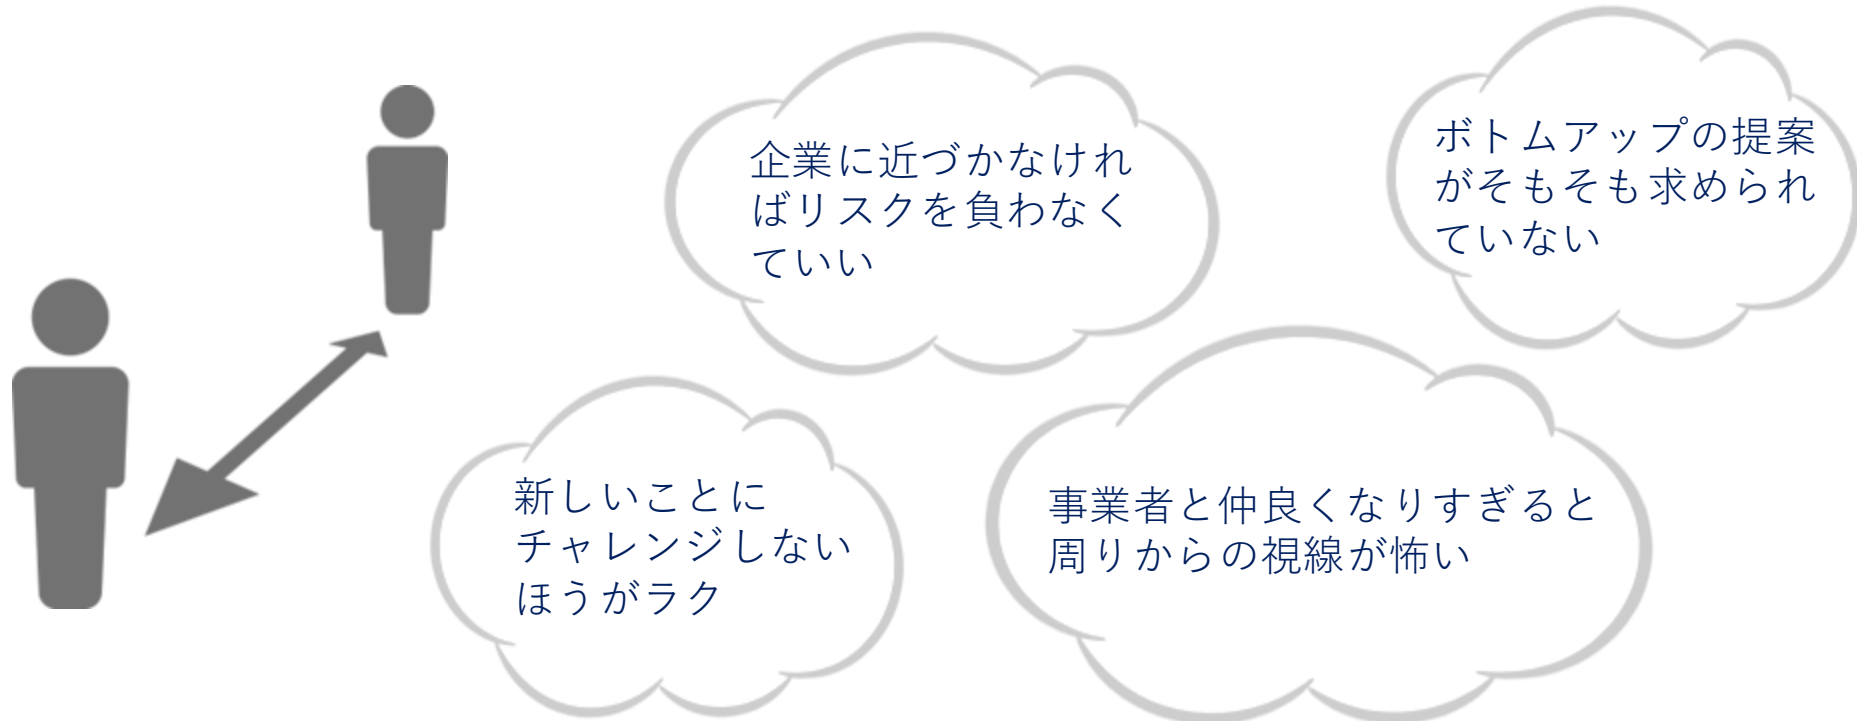 企業に近づかなけれ
ばリスクを負わなく
ていい
ボトムアップの提案
がそもそも求められ
ていない
新しいことに
チャレンジしない
ほうがラク
事業者と仲良くなりすぎると
周りからの視線が怖い